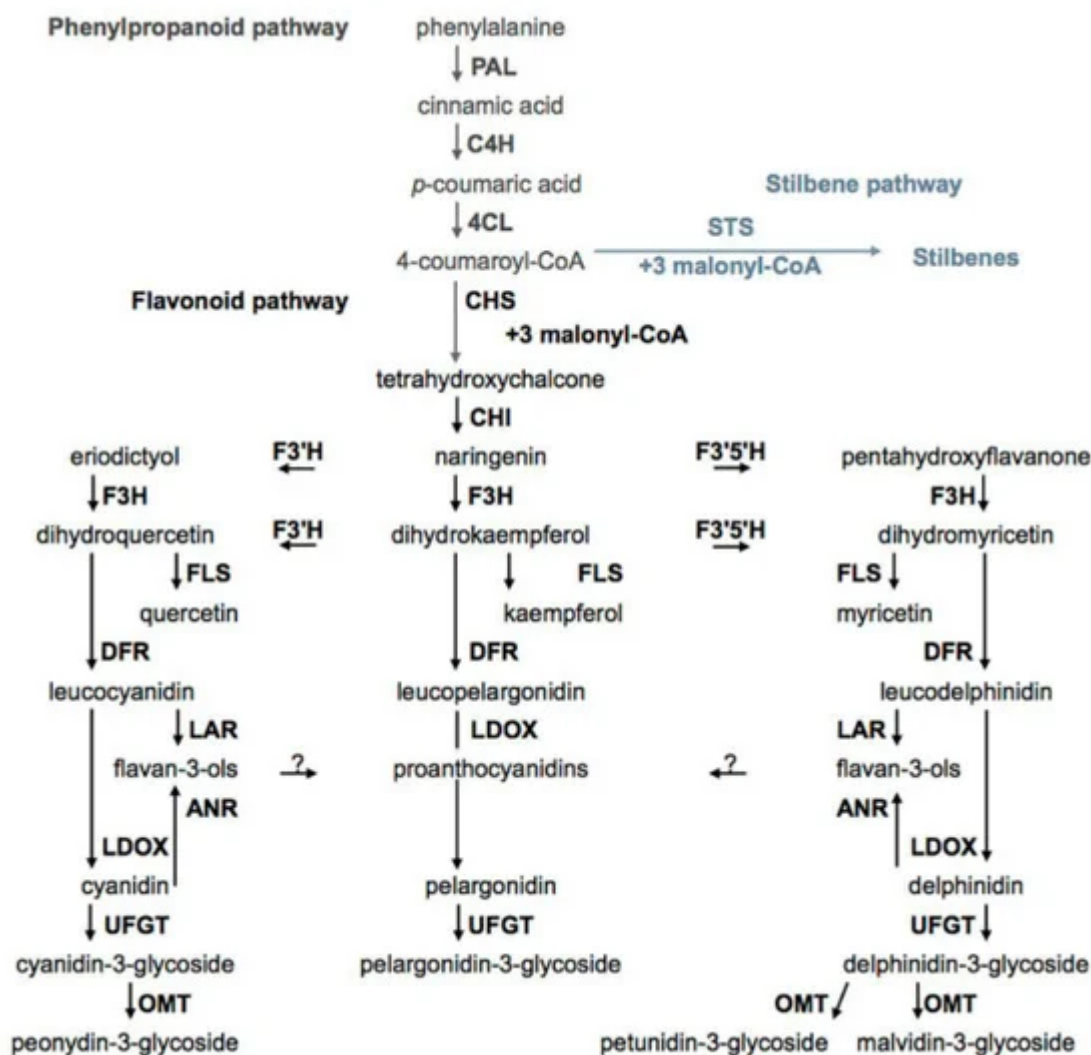 Phenylpropanoid pathway phenylalanine
PAL
cinnamic acid
C4H
p-coumaric acid Stilbene pathway
4CL STS
4-coumaroyl-CoA +3 malonyl-CoA Stilbenes
Flavonoid pathway CHS
+3 malonyl-CoA
tetrahydroxychalcone
CHI
eriodictyol F3'H naringenin F3'5'H pentahydroxyflavanone
F3H F3H F3H
dihydroquercetin F3'H dihydrokaempferol F3'5'H dihydromyricetin
FLS FLS FLS
quercetin kaempferol myricetin
DFR DFR DFR
leucocyanidin leucopelargonidin leucodelphinidin
LAR LDOX LAR
flavan-3-ols ? proanthocyanidins ? flavan-3-ols
ANR ANR
LDOX LDOX
cyanidin pelargonidin delphinidin
UFGT UFGT UFGT
cyanidin-3-glycoside pelargonidin-3-glycoside delphinidin-3-glycoside
OMT OMT OMT
peonydin-3-glycoside petunidin-3-glycoside malvidin-3-glycoside